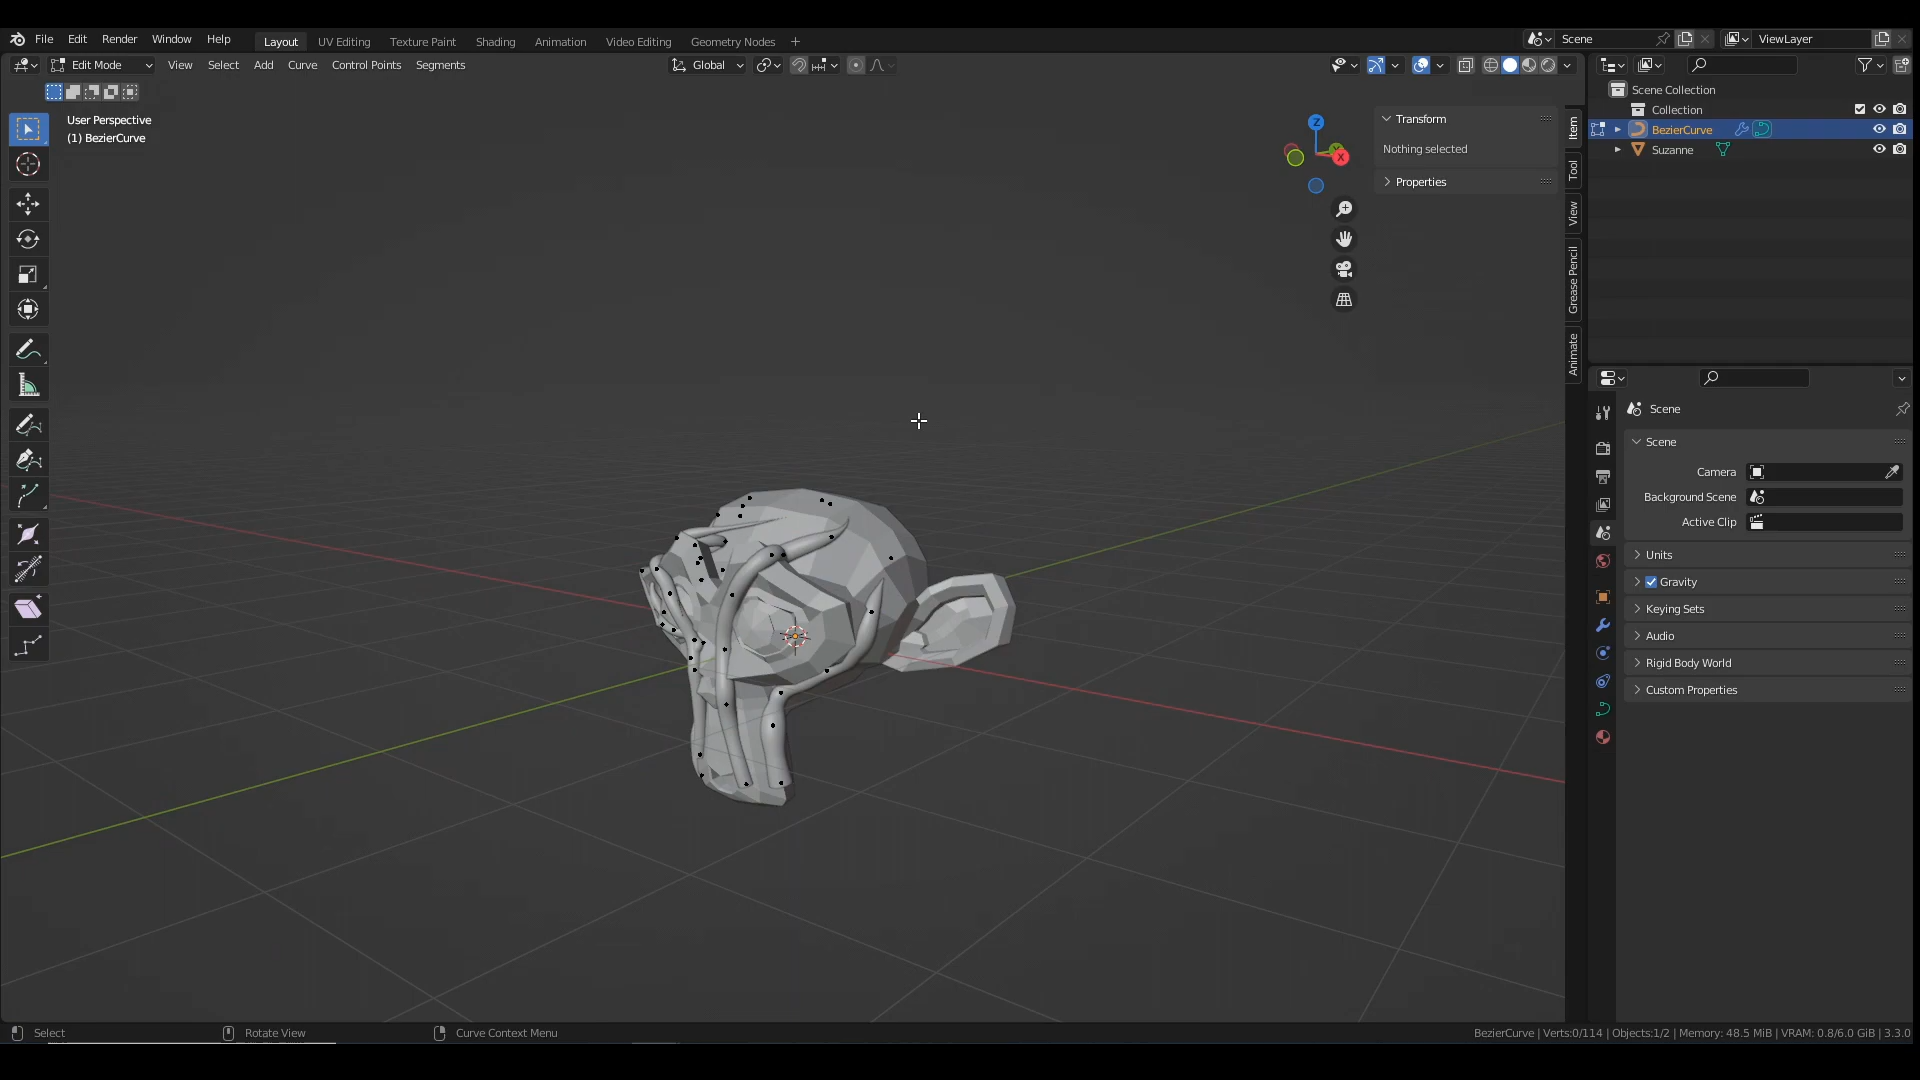 File Edit Render Window Help Layout UV Editing Texture Paint Shading Animation Video Editing Geometry Nodes + Scene ViewLayer
Edit Mode View Select Add Curve Control Points Segments Global
User Perspective
(1) BezierCurve
Z
Y
X
Transform
Nothing selected
Properties
Item
Tool
View
Grease Pencil
Animate
Scene Collection
Collection
BezierCurve
Suzanne
Scene
Scene
Camera
Background Scene
Active Clip
Units
Gravity
Keying Sets
Audio
Rigid Body World
Custom Properties
Select Rotate View Curve Context Menu BezierCurve | Verts:0/114 | Objects:1/2 | Memory: 48.5 MiB | VRAM: 0.8/6.0 GiB | 3.3.0